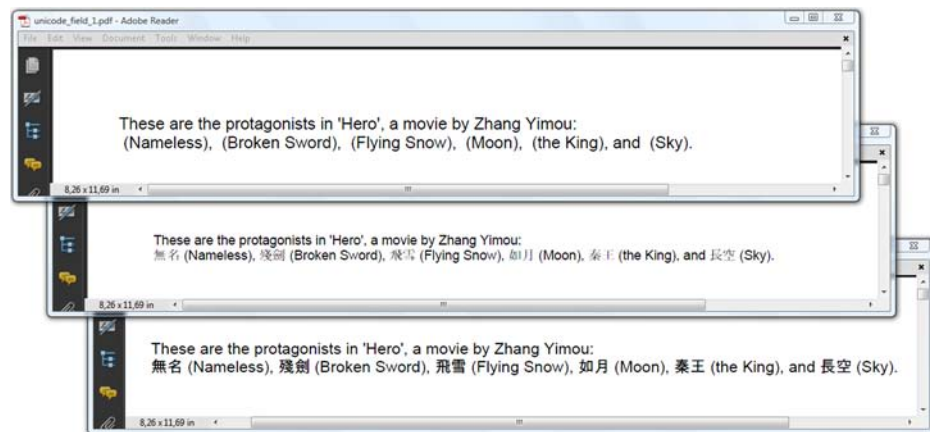 unicode_field_1.pdf - Adobe Reader
File Edit View Document Tools Window Help
These are the protagonists in 'Hero', a movie by Zhang Yimou:
(Nameless), (Broken Sword), (Flying Snow), (Moon), (the King), and (Sky).
8,26 x 11,69 in
These are the protagonists in 'Hero', a movie by Zhang Yimou:
無名 (Nameless), 殘劍 (Broken Sword), 飛雪 (Flying Snow), 如月 (Moon), 秦王 (the King), and 長空 (Sky).
8,26 x 11,69 in
These are the protagonists in 'Hero', a movie by Zhang Yimou:
無名 (Nameless), 殘劍 (Broken Sword), 飛雪 (Flying Snow), 如月 (Moon), 秦王 (the King), and 長空 (Sky).
8,26 x 11,69 in